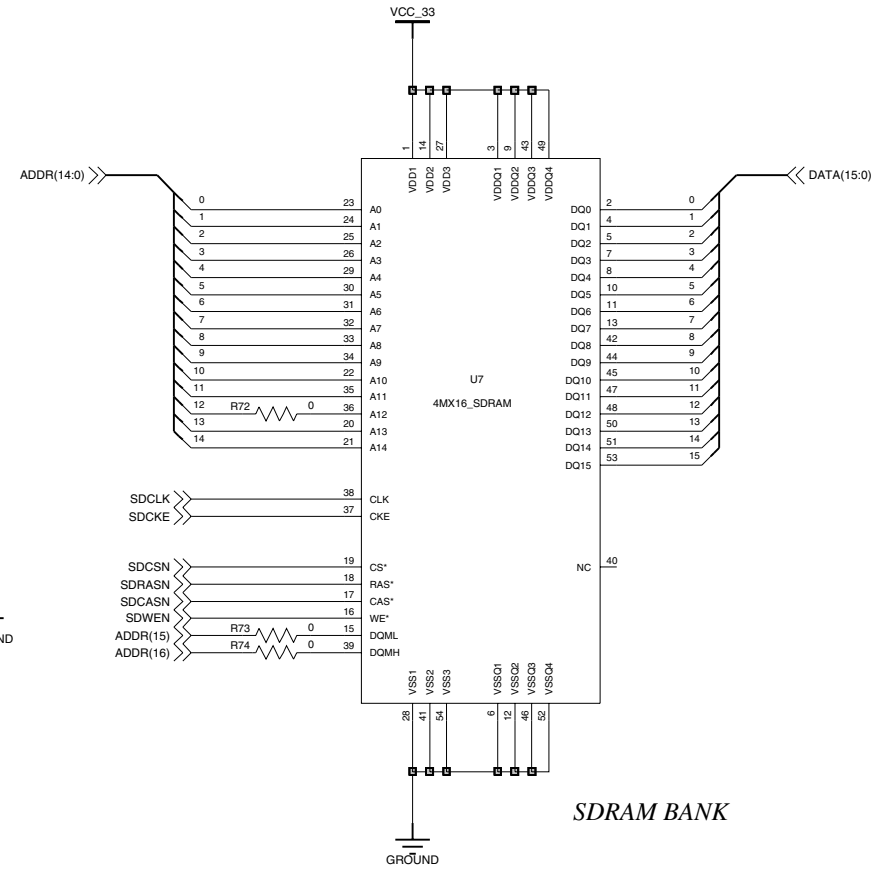 VCC_33
1 14 27 3 9 43 49
VDD1 VDD2 VDD3 VDDQ1 VDDQ2 VDDQ3 VDDQ4
ADDR(14:0) DATA(15:0)
0 23 A0 DQ0 2 0
1 24 A1 DQ1 4 1
2 25 A2 DQ2 5 2
3 26 A3 DQ3 7 3
4 29 A4 DQ4 8 4
5 30 A5 DQ5 10 5
6 31 A6 DQ6 11 6
7 32 A7 DQ7 13 7
8 33 A8 DQ8 42 8
9 34 A9 DQ9 44 9
10 22 A10 DQ10 45 10
11 35 A11 DQ11 47 11
12 R72 0 36 A12 DQ12 48 12
13 20 A13 DQ13 50 13
14 21 A14 DQ14 51 14
DQ15 53 15
U7
4MX16_SDRAM
SDCLK 38 CLK
SDCKE 37 CKE
SDCSN 19 CS* NC 40
SDRASN 18 RAS*
SDCASN 17 CAS*
SDWEN 16 WE*
ADDR(15) R73 0 15 DQML
ADDR(16) R74 0 39 DQMH
ND
VSS1 VSS2 VSS3 VSSQ1 VSSQ2 VSSQ3 VSSQ4
28 41 54 6 12 46 52
SDRAM BANK
GROUND